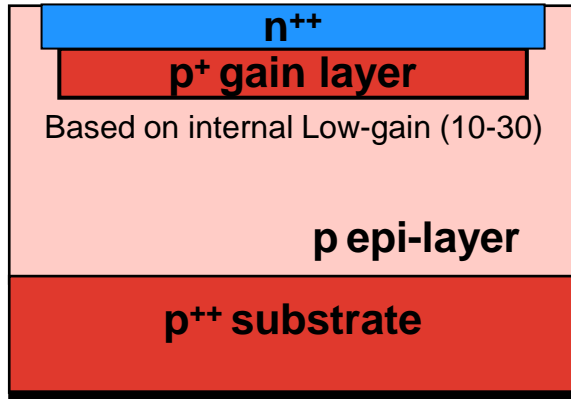 n⁺⁺
p⁺ gain layer
Based on internal Low-gain (10-30)
p epi-layer
p⁺⁺ substrate